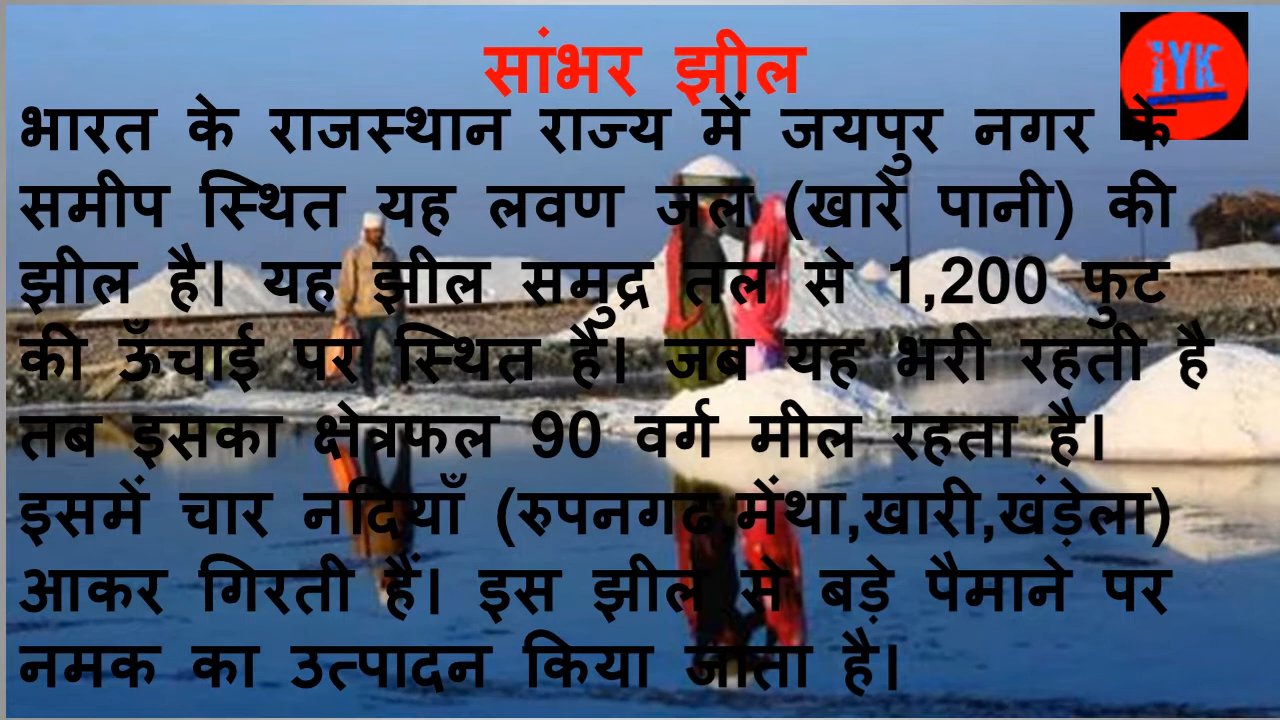 सांभर झील
IYK
भारत के राजस्थान राज्य में जयपुर नगर के
समीप स्थित यह लवण जल (खारे पानी) की
झील है। यह झील समुद्र तल से 1,200 फुट
की ऊँचाई पर स्थित है। जब यह भरी रहती है
तब इसका क्षेत्रफल 90 वर्ग मील रहता है।
इसमें चार नदियाँ (रुपनगढ,मेंथा,खारी,खंड़ेला)
आकर गिरती हैं। इस झील से बड़े पैमाने पर
नमक का उत्पादन किया जाता है।